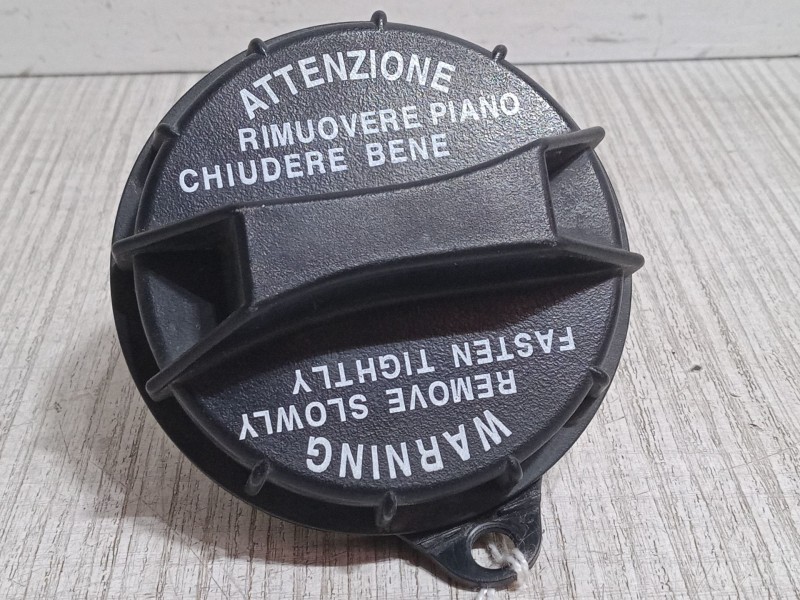 ATTENZIONE
RIMUOVERE PIANO
CHIUDERE BENE
WARNING
REMOVE SLOWLY
FASTEN TIGHTLY